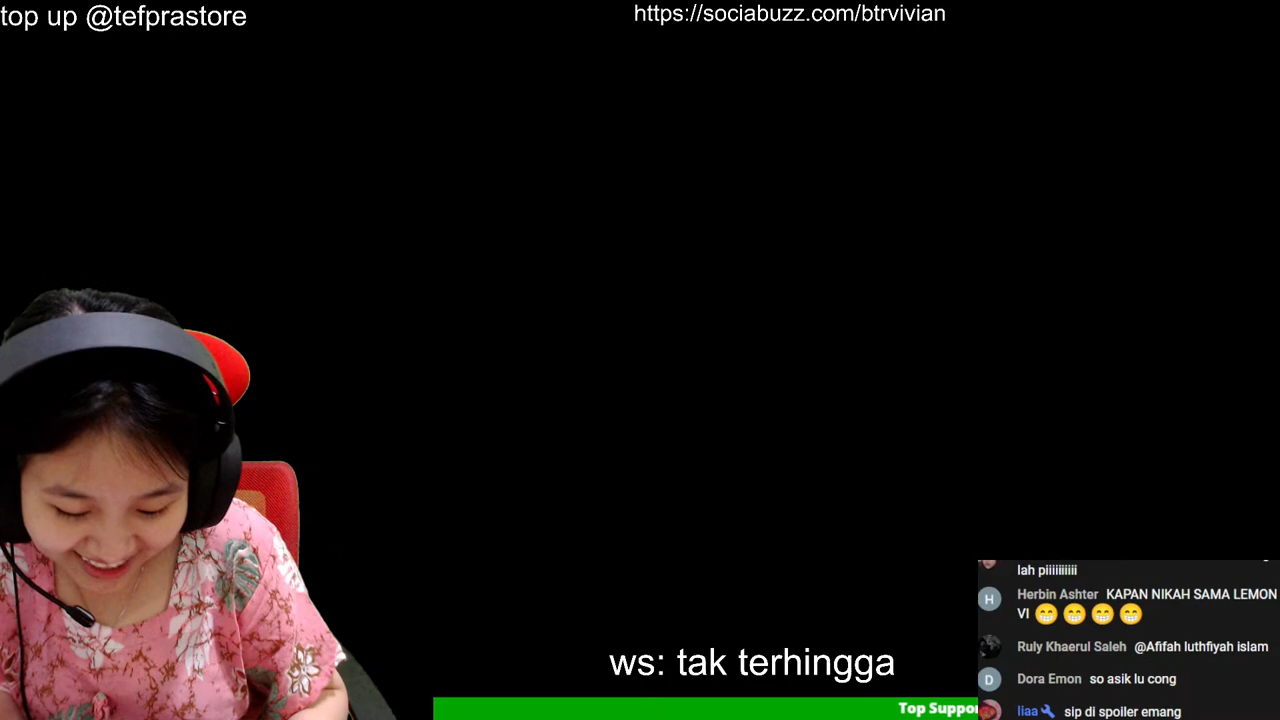 top up @tefprastore
https://sociabuzz.com/btrvivian
lah piiiiiiiiii
Herbin Ashter KAPAN NIKAH SAMA LEMON
VI 😁 😁 😁 😁
Ruly Khaerul Saleh @Afifah luthfiyah islam
Dora Emon so asik lu cong
liaa sip di spoiler emang
ws: tak terhingga
Top Suppor